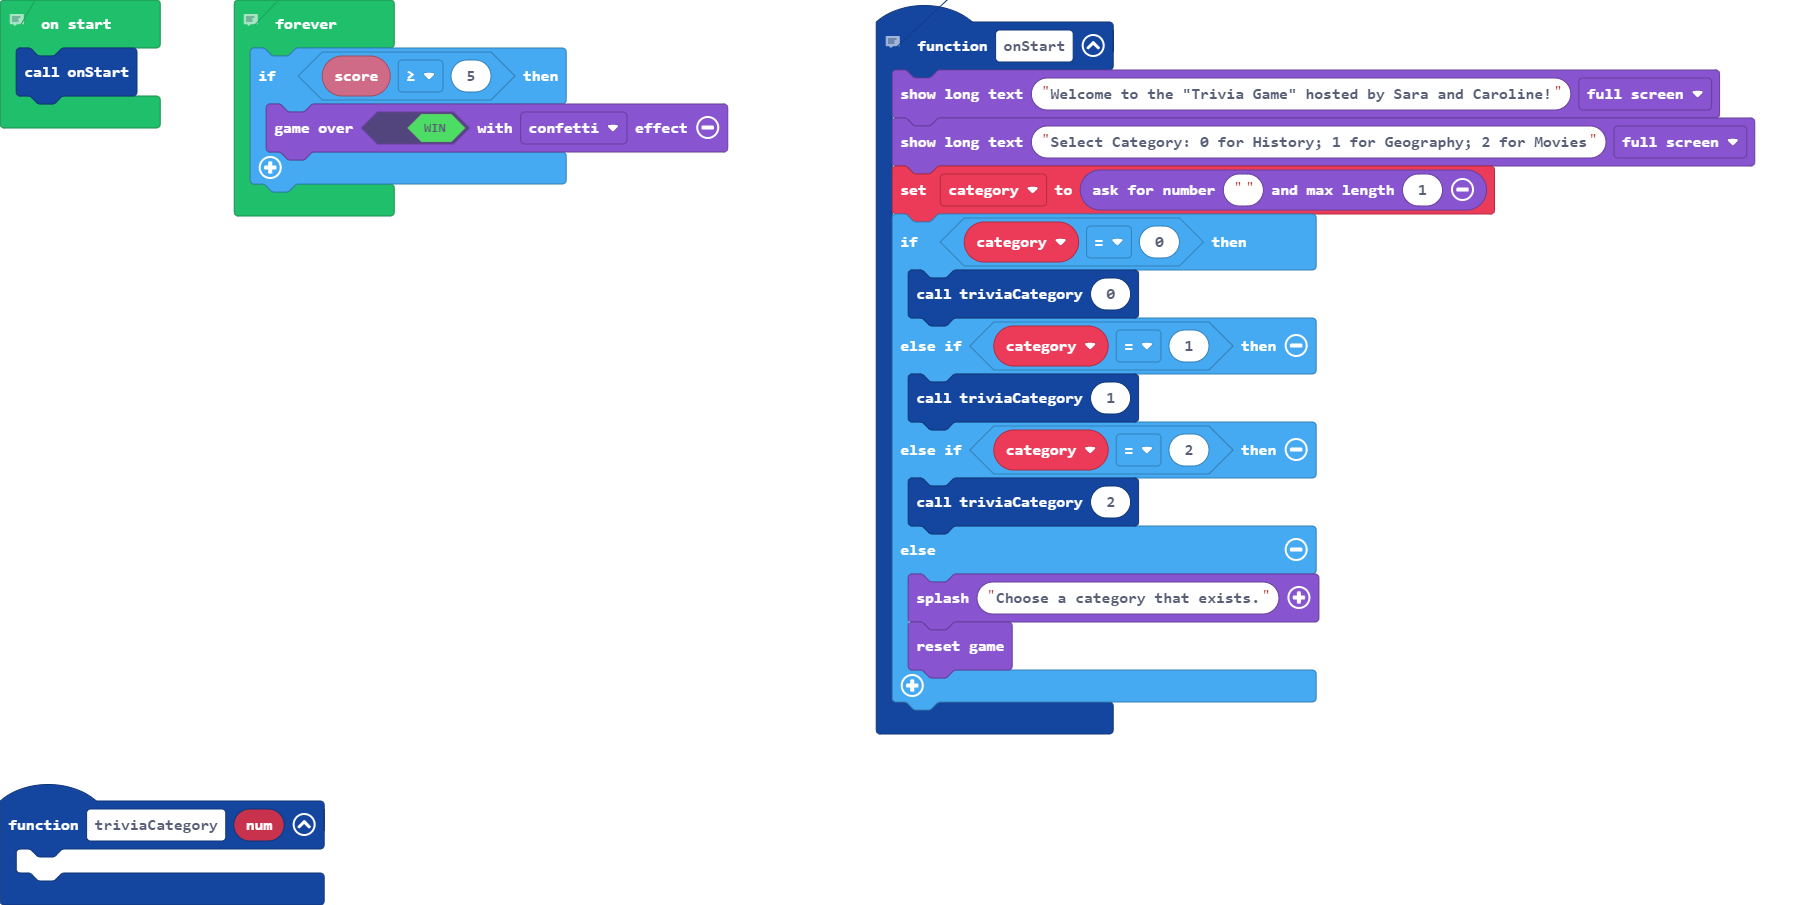 on start
call onStart
forever
if score ≥ 5 then
game over WIN with confetti effect
function onStart
show long text "Welcome to the "Trivia Game" hosted by Sara and Caroline!" full screen
show long text "Select Category: 0 for History; 1 for Geography; 2 for Movies" full screen
set category to ask for number " " and max length 1
if category = 0 then
call triviaCategory 0
else if category = 1 then
call triviaCategory 1
else if category = 2 then
call triviaCategory 2
else
splash "Choose a category that exists."
reset game
function triviaCategory num